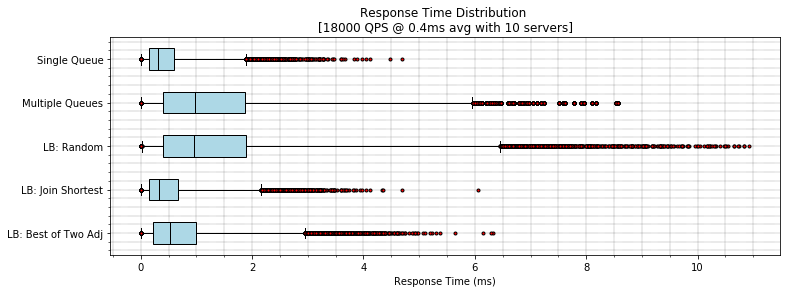 Response Time Distribution
[18000 QPS @ 0.4ms avg with 10 servers]
Single Queue
Multiple Queues
LB: Random
LB: Join Shortest
LB: Best of Two Adj
0 2 4 6 8 10
Response Time (ms)